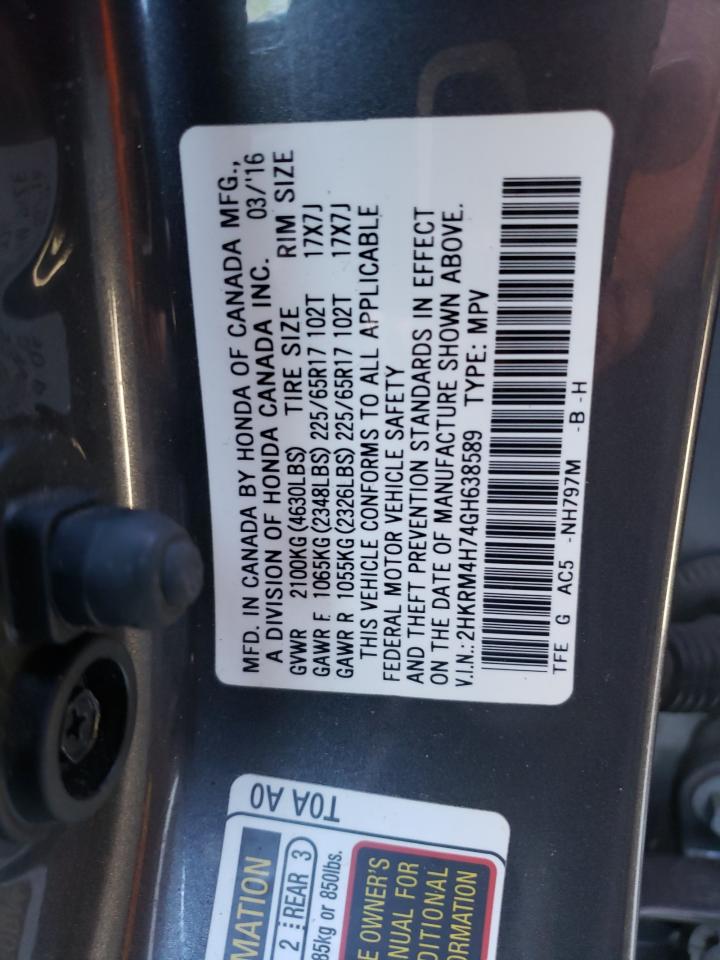 MFD. IN CANADA BY HONDA OF CANADA MFG.,
A DIVISION OF HONDA CANADA INC. 03/'16
GVWR 2100KG(4630LBS) TIRE SIZE RIM SIZE
GAWR F. 1065KG(2348LBS) 225/65R17 102T 17X7J
GAWR R 1055KG(2326LBS) 225/65R17 102T 17X7J
THIS VEHICLE CONFORMS TO ALL APPLICABLE
FEDERAL MOTOR VEHICLE SAFETY
AND THEFT PREVENTION STANDARDS IN EFFECT
ON THE DATE OF MANUFACTURE SHOWN ABOVE.
V.I.N.:2HKRM4H74GH638589 TYPE: MPV
TFE G AC5 -NH797M -B -H
T0A A0
MATION
2 REAR 3
85kg or 850lbs.
E OWNER'S
NUAL FOR
DITIONAL
ORMATION